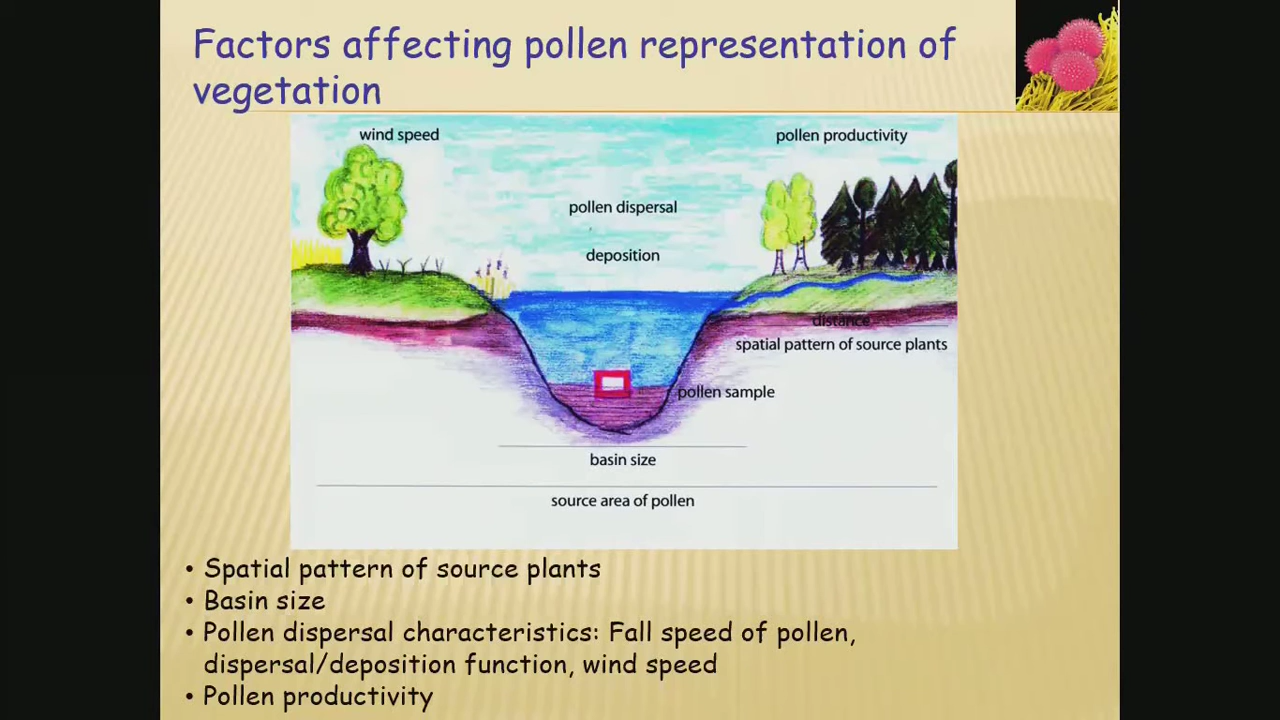 Factors affecting pollen representation of
vegetation
wind speed
pollen productivity
pollen dispersal
deposition
distance
spatial pattern of source plants
pollen sample
basin size
source area of pollen
• Spatial pattern of source plants
• Basin size
• Pollen dispersal characteristics: Fall speed of pollen,
dispersal/deposition function, wind speed
• Pollen productivity